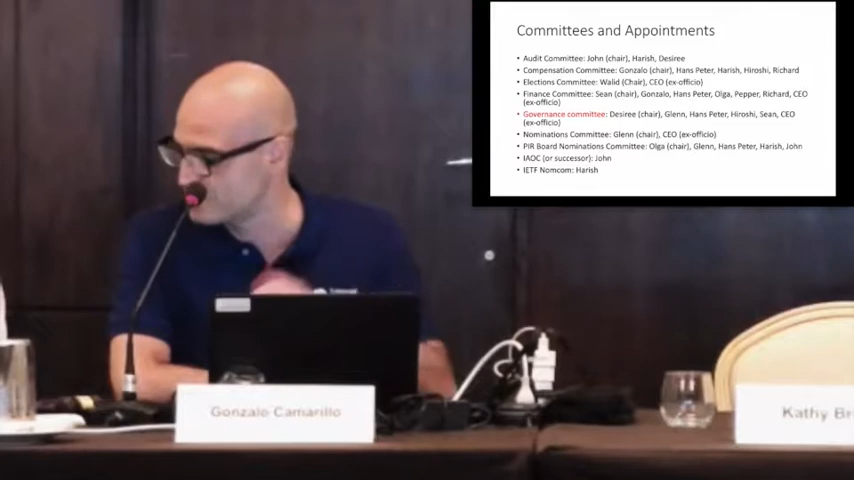 Committees and Appointments
• Audit Committee: John (chair), Harish, Desiree
• Compensation Committee: Gonzalo (chair), Hans Peter, Harish, Hiroshi, Richard
• Elections Committee: Walid (Chair), CEO (ex-officio)
• Finance Committee: Sean (chair), Gonzalo, Hans Peter, Olga, Pepper, Richard, CEO
(ex-officio)
• Governance committee: Desiree (chair), Glenn, Hans Peter, Hiroshi, Sean, CEO
(ex-officio)
• Nominations Committee: Glenn (chair), CEO (ex-officio)
• PIR Board Nominations Committee: Olga (chair), Glenn, Hans Peter, Harish, John
• IAOC (or successor): John
• IETF Nomcom: Harish
Gonzalo Camarillo
Kathy Br